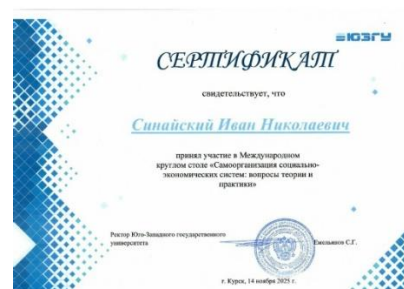 ЮЗГУ
СЕРТИФИКАТ
свидетельствует, что
Синайский Иван Николаевич
принял участие в Международном
круглом столе «Самоорганизация социально-
экономических систем: вопросы теории и
практики»
Ректор Юго-Западного государственного
университета
Емельянов С.Г.
г. Курск, 14 ноября 2025 г.